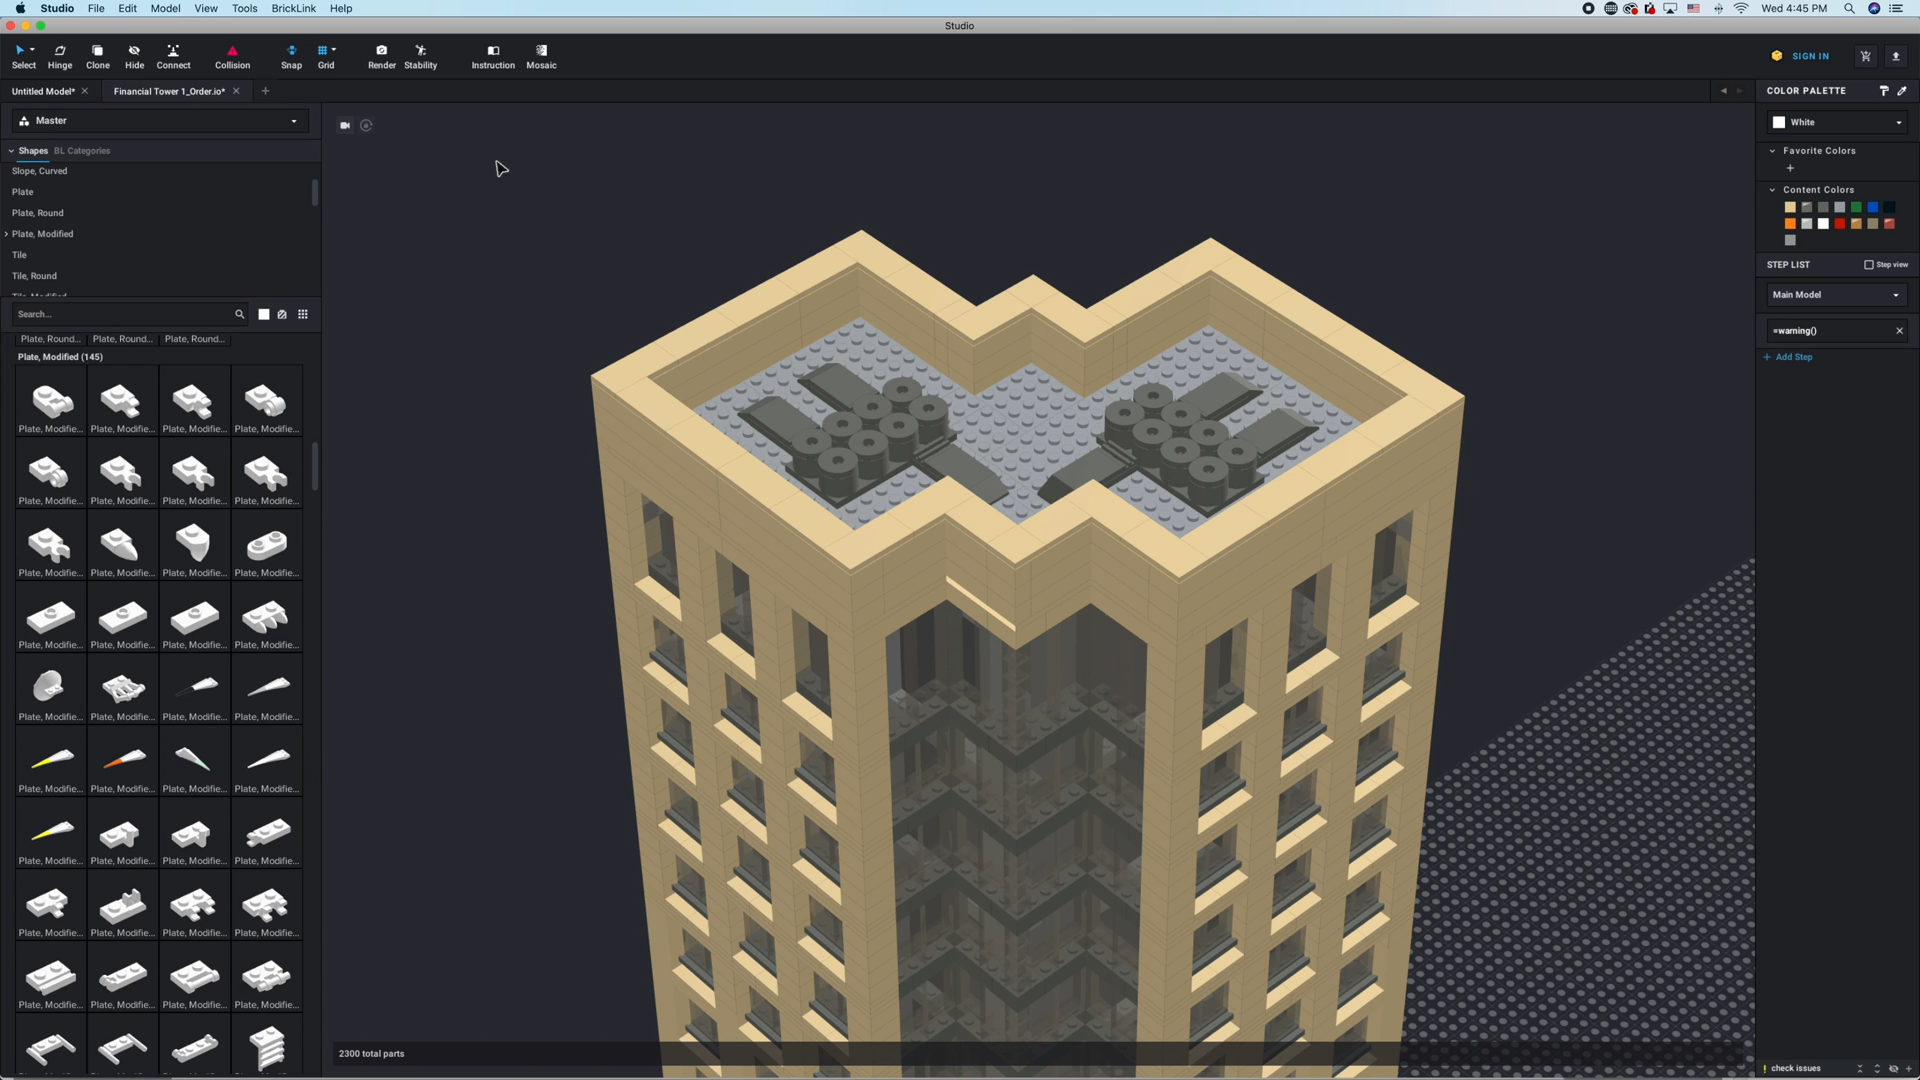 Studio File Edit Model View Tools BrickLink Help Wed 4:45 PM
Studio
Select Hinge Clone Hide Connect Collision Snap Grid Render Stability Instruction Mosaic SIGN IN
Untitled Model* Financial Tower 1_Order.io*
COLOR PALETTE
Master
White
Shapes BL Categories
Favorite Colors
Slope, Curved
Plate
Content Colors
Plate, Round
Plate, Modified
Tile
STEP LIST Step view
Tile, Round
Main Model
Search...
=warning()
Plate, Round... Plate, Round... Plate, Round...
Plate, Modified (145)
Add Step
Plate, Modifie... Plate, Modifie... Plate, Modifie... Plate, Modifie...
Plate, Modifie... Plate, Modifie... Plate, Modifie... Plate, Modifie...
Plate, Modifie... Plate, Modifie... Plate, Modifie... Plate, Modifie...
Plate, Modifie... Plate, Modifie... Plate, Modifie... Plate, Modifie...
Plate, Modifie... Plate, Modifie... Plate, Modifie... Plate, Modifie...
Plate, Modifie... Plate, Modifie... Plate, Modifie... Plate, Modifie...
Plate, Modifie... Plate, Modifie... Plate, Modifie... Plate, Modifie...
Plate, Modifie... Plate, Modifie... Plate, Modifie... Plate, Modifie...
Plate, Modifie... Plate, Modifie... Plate, Modifie... Plate, Modifie...
2300 total parts
check issues